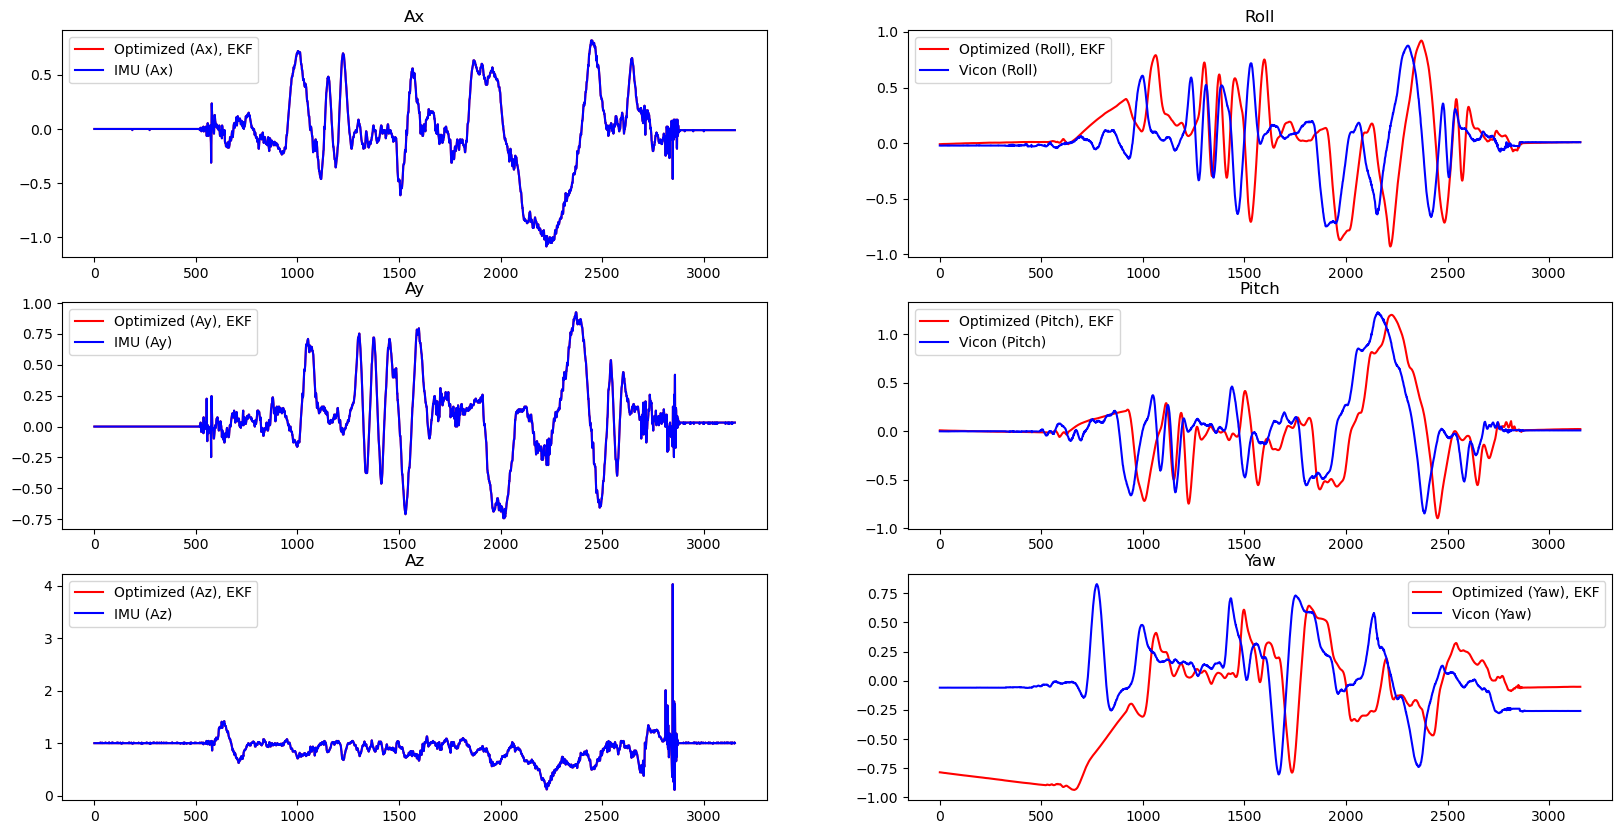 Ax
Optimized (Ax), EKF
IMU (Ax)
0.5
0.0
−0.5
−1.0
0 500 1000 1500 2000 2500 3000
Roll
Optimized (Roll), EKF
Vicon (Roll)
1.0
0.5
0.0
−0.5
−1.0
0 500 1000 1500 2000 2500 3000
Ay
Optimized (Ay), EKF
IMU (Ay)
1.00
0.75
0.50
0.25
0.00
−0.25
−0.50
−0.75
0 500 1000 1500 2000 2500 3000
Pitch
Optimized (Pitch), EKF
Vicon (Pitch)
1.0
0.5
0.0
−0.5
−1.0
0 500 1000 1500 2000 2500 3000
Az
Optimized (Az), EKF
IMU (Az)
4
3
2
1
0
0 500 1000 1500 2000 2500 3000
Yaw
Optimized (Yaw), EKF
Vicon (Yaw)
0.75
0.50
0.25
0.00
−0.25
−0.50
−0.75
−1.00
0 500 1000 1500 2000 2500 3000